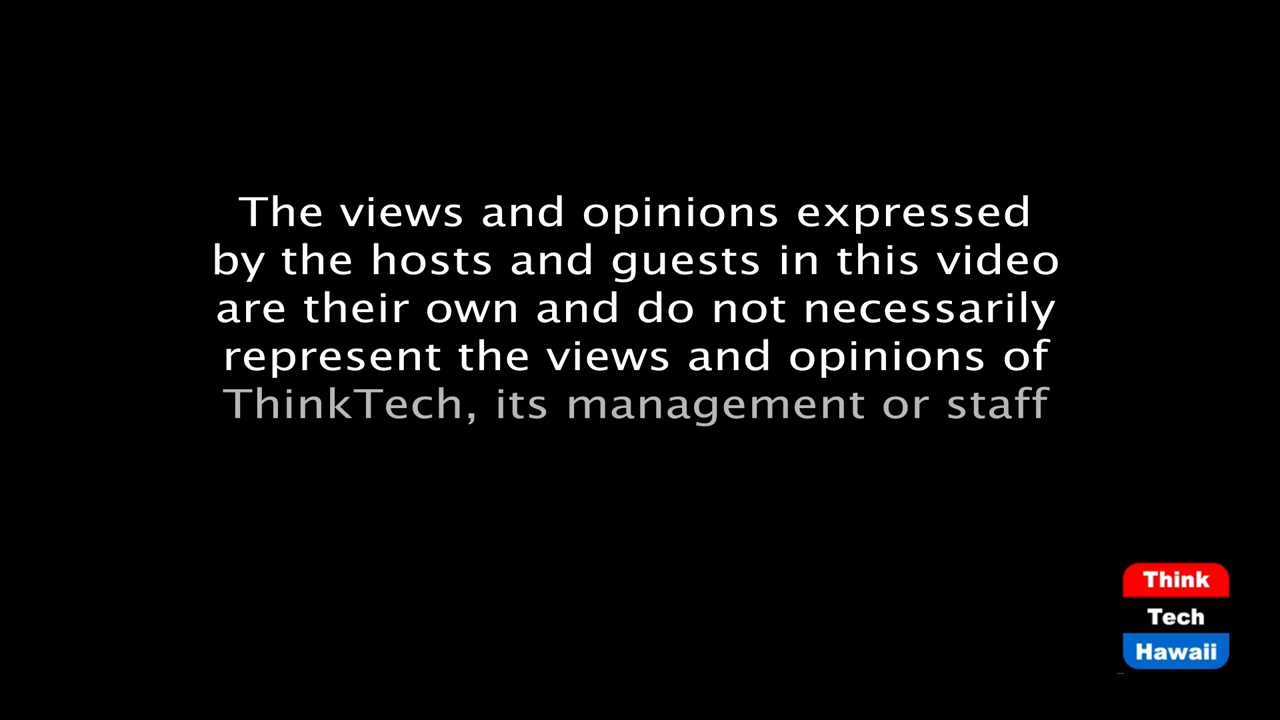 The views and opinions expressed
by the hosts and guests in this video
are their own and do not necessarily
represent the views and opinions of
ThinkTech, its management or staff
Think
Tech
Hawaii